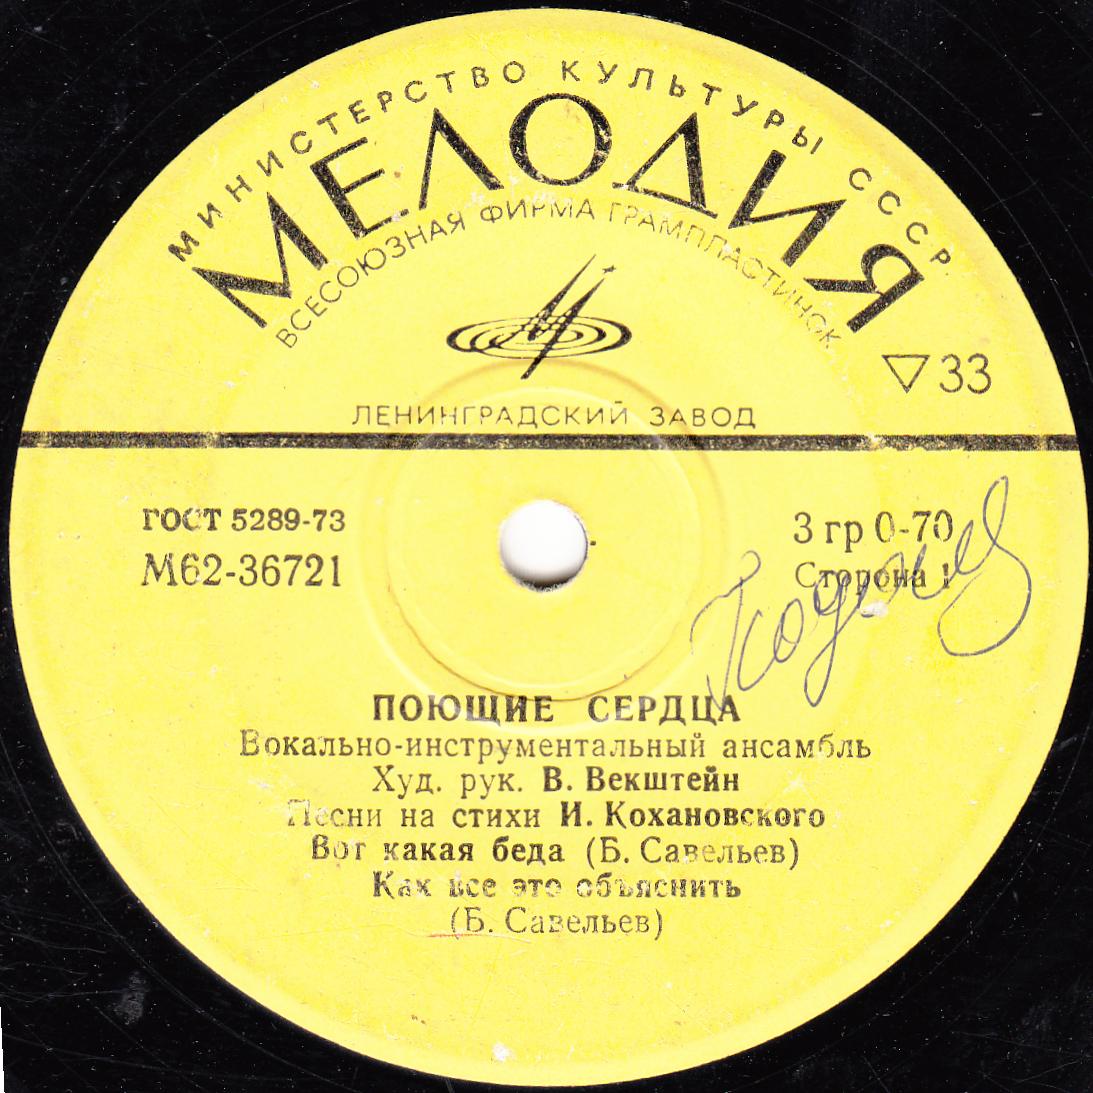 МИНИСТЕРСТВО КУЛЬТУРЫ СССР
МЕЛОДИЯ
ВСЕСОЮЗНАЯ ФИРМА ГРАМПЛАСТИНОК
▽ 33
ЛЕНИНГРАДСКИЙ ЗАВОД
ГОСТ 5289-73
М62-36721
3 гр 0-70
Сторона 1
ПОЮЩИЕ СЕРДЦА
Вокально-инструментальный ансамбль
Худ. рук. В. Векштейн
Песни на стихи И. Кохановского
Вот какая беда (Б. Савельев)
Как все это объяснить
(Б. Савельев)